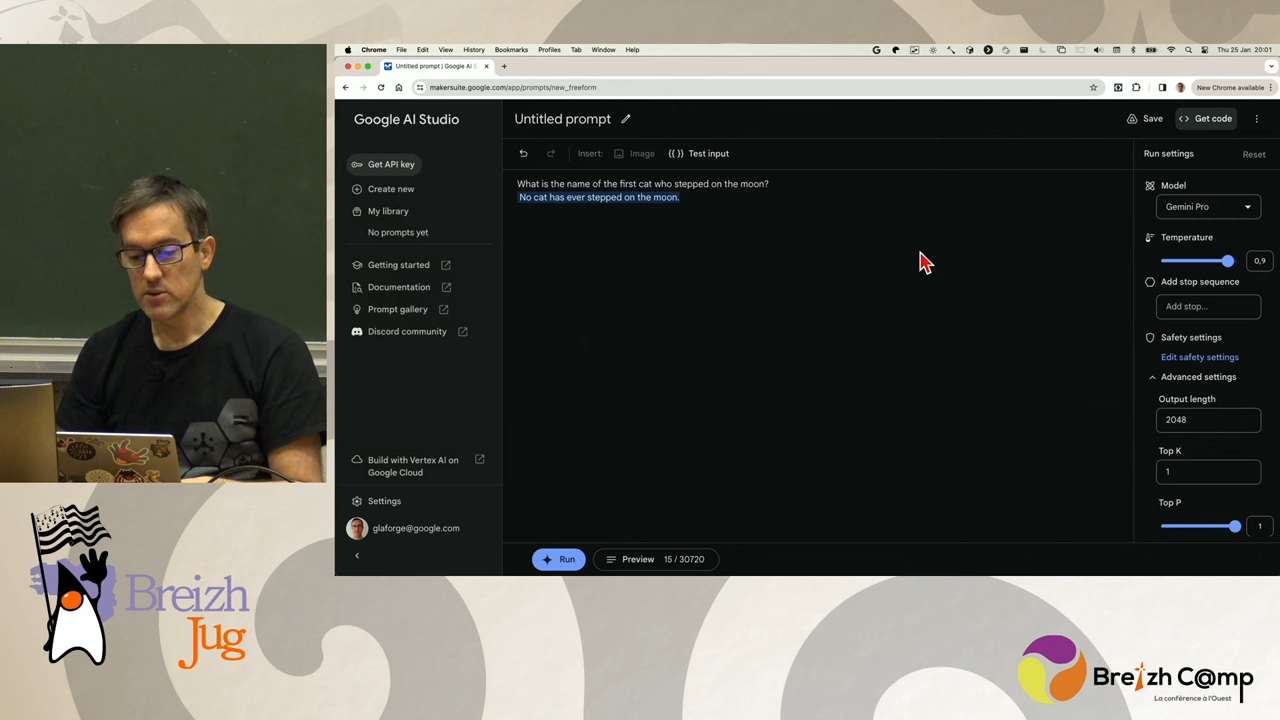 Chrome File Edit View History Bookmarks Profiles Tab Window Help
Thu 25 Jan 20:01
Untitled prompt | Google AI S
makersuite.google.com/app/prompts/new_freeform
New Chrome available
Google AI Studio
Untitled prompt
Save
Get code
Get API key
Create new
My library
No prompts yet
Getting started
Documentation
Prompt gallery
Discord community
Build with Vertex AI on
Google Cloud
Settings
glaforge@google.com
Insert: Image {{ }} Test input
What is the name of the first cat who stepped on the moon?
No cat has ever stepped on the moon.
Run
Preview 15 / 30720
Run settings
Reset
Model
Gemini Pro
Temperature
0,9
Add stop sequence
Add stop...
Safety settings
Edit safety settings
Advanced settings
Output length
2048
Top K
1
Top P
1
Breizh
Jug
Breizh C@mp
La conférence à l'Ouest